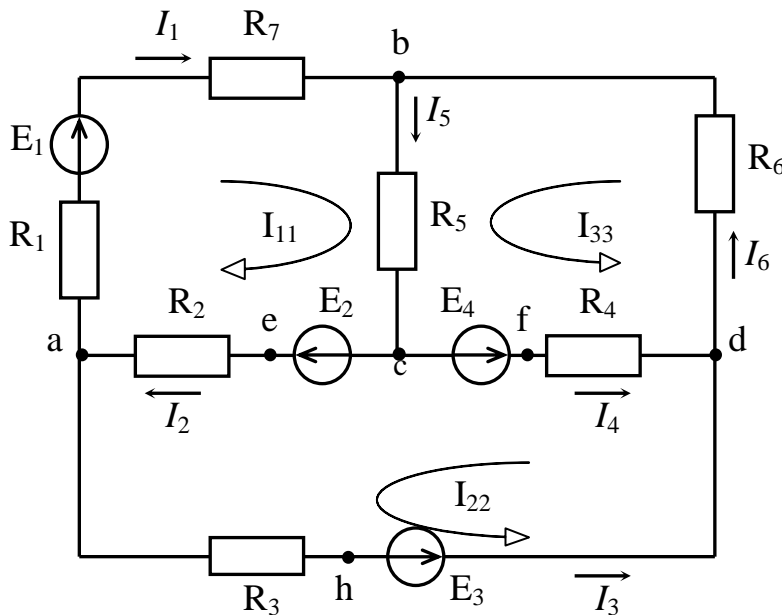 I₁ R₇ b
I₅
E₁ R₆
R₁ I₁₁ R₅ I₃₃
I₆
R₂ e E₂ E₄ f R₄
a c d
I₂ I₄
I₂₂
R₃ h E₃ I₃